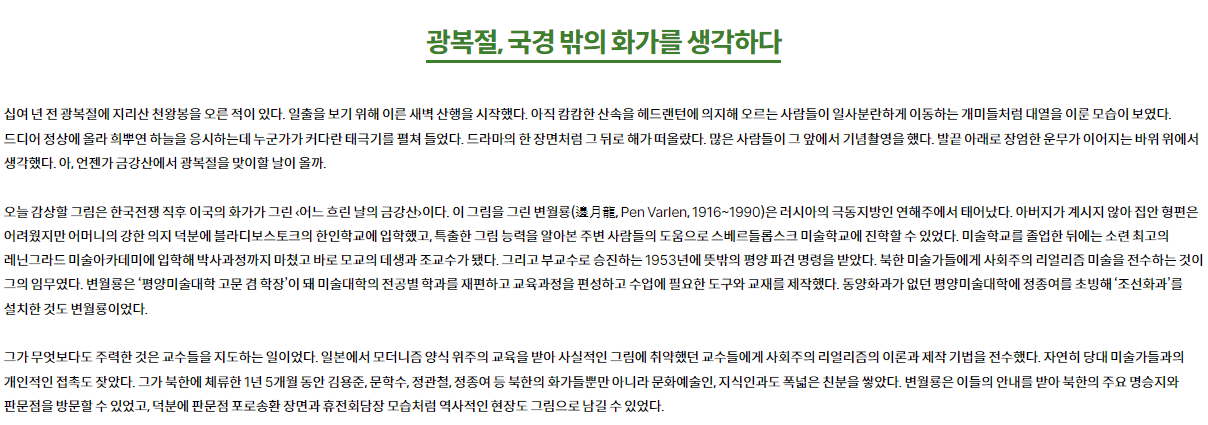 광복절, 국경 밖의 화가를 생각하다
십여 년 전 광복절에 지리산 천왕봉을 오른 적이 있다. 일출을 보기 위해 이른 새벽 산행을 시작했다. 아직 캄캄한 산속을 헤드랜턴에 의지해 오르는 사람들이 일사분란하게 이동하는 개미들처럼 대열을 이룬 모습이 보였다.
드디어 정상에 올라 희뿌연 하늘을 응시하는데 누군가가 커다란 태극기를 펼쳐 들었다. 드라마의 한 장면처럼 그 뒤로 해가 떠올랐다. 많은 사람들이 그 앞에서 기념촬영을 했다. 발끝 아래로 장엄한 운무가 이어지는 바위 위에서
생각했다. 아, 언젠가 금강산에서 광복절을 맞이할 날이 올까.
오늘 감상할 그림은 한국전쟁 직후 이국의 화가가 그린 <어느 흐린 날의 금강산>이다. 이 그림을 그린 변월룡(邊月龍, Pen Varlen, 1916~1990)은 러시아의 극동지방인 연해주에서 태어났다. 아버지가 계시지 않아 집안 형편은
어려웠지만 어머니의 강한 의지 덕분에 블라디보스토크의 한인학교에 입학했고, 특출한 그림 능력을 알아본 주변 사람들의 도움으로 스베르들롭스크 미술학교에 진학할 수 있었다. 미술학교를 졸업한 뒤에는 소련 최고의
레닌그라드 미술아카데미에 입학해 박사과정까지 마쳤고 바로 모교의 데생과 조교수가 됐다. 그리고 부교수로 승진하는 1953년에 뜻밖의 평양 파견 명령을 받았다. 북한 미술가들에게 사회주의 리얼리즘 미술을 전수하는 것이
그의 임무였다. 변월룡은 ‘평양미술대학 고문 겸 학장’이 돼 미술대학의 전공별 학과를 재편하고 교육과정을 편성하고 수업에 필요한 도구와 교재를 제작했다. 동양화과가 없던 평양미술대학에 정종여를 초빙해 ‘조선화과’를
설치한 것도 변월룡이었다.
그가 무엇보다도 주력한 것은 교수들을 지도하는 일이었다. 일본에서 모더니즘 양식 위주의 교육을 받아 사실적인 그림에 취약했던 교수들에게 사회주의 리얼리즘의 이론과 제작 기법을 전수했다. 자연히 당대 미술가들과의
개인적인 접촉도 잦았다. 그가 북한에 체류한 1년 5개월 동안 김용준, 문학수, 정관철, 정종여 등 북한의 화가들뿐만 아니라 문화예술인, 지식인과도 폭넓은 친분을 쌓았다. 변월룡은 이들의 안내를 받아 북한의 주요 명승지와
판문점을 방문할 수 있었고, 덕분에 판문점 포로송환 장면과 휴전회담장 모습처럼 역사적인 현장도 그림으로 남길 수 있었다.